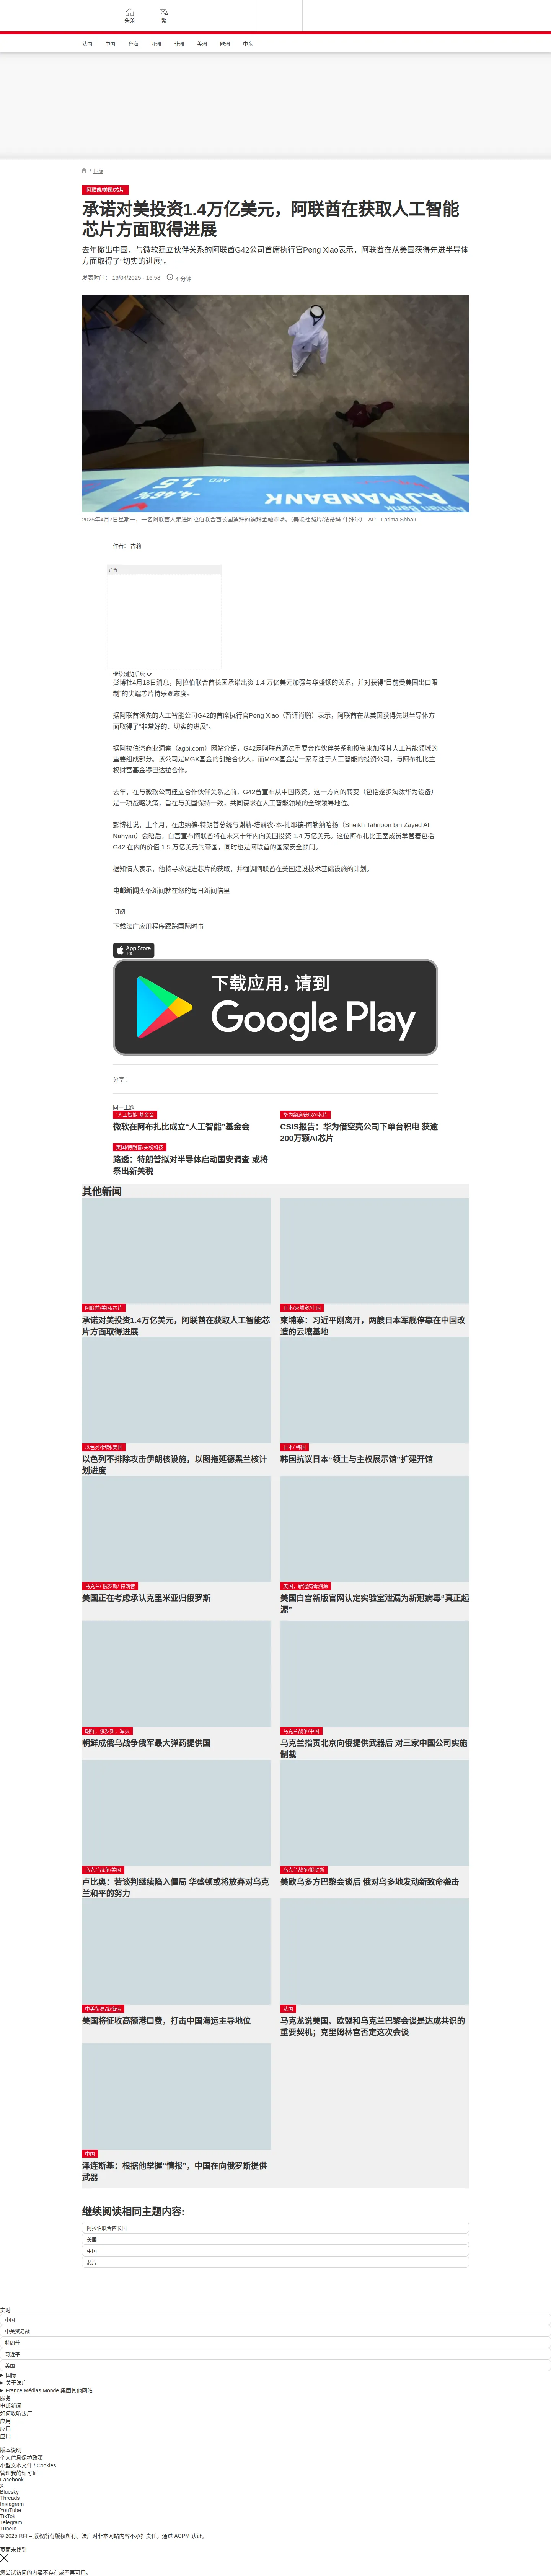 头条
繁
法国 中国 台海 亚洲 非洲 美洲 欧洲 中东
/ 国际
阿联酋/美国/芯片
承诺对美投资1.4万亿美元，阿联酋在获取人工智能
芯片方面取得进展
去年撤出中国，与微软建立伙伴关系的阿联酋G42公司首席执行官Peng Xiao表示，阿联酋在从美国获得先进半导体
方面取得了“切实的进展”。
发表时间： 19/04/2025 - 16:58 4 分钟
1.5
-4.46%
AED
AJMANBANK
2025年4月7日星期一，一名阿联酋人走进阿拉伯联合酋长国迪拜的迪拜金融市场。（美联社照片/法蒂玛·什拜尔） AP - Fatima Shbair
作者： 古莉
广告
继续浏览后续
彭博社4月18日消息，阿拉伯联合酋长国承诺出资 1.4 万亿美元加强与华盛顿的关系，并对获得“目前受美国出口限
制”的尖端芯片持乐观态度。
据阿联酋领先的人工智能公司G42的首席执行官Peng Xiao（暂译肖鹏）表示，阿联酋在从美国获得先进半导体方
面取得了“非常好的、切实的进展”。
据阿拉伯湾商业洞察（agbi.com）网站介绍，G42是阿联酋通过重要合作伙伴关系和投资来加强其人工智能领域的
重要组成部分。该公司是MGX基金的创始合伙人，而MGX基金是一家专注于人工智能的投资公司，与阿布扎比主
权财富基金穆巴达拉合作。
去年，在与微软公司建立合作伙伴关系之前，G42曾宣布从中国撤资。这一方向的转变（包括逐步淘汰华为设备）
是一项战略决策，旨在与美国保持一致，共同谋求在人工智能领域的全球领导地位。
彭博社说，上个月，在唐纳德-特朗普总统与谢赫-塔赫农-本-扎耶德-阿勒纳哈扬（Sheikh Tahnoon bin Zayed Al
Nahyan）会晤后，白宫宣布阿联酋将在未来十年内向美国投资 1.4 万亿美元。这位阿布扎比王室成员掌管着包括
G42 在内的价值 1.5 万亿美元的帝国，同时也是阿联酋的国家安全顾问。
据知情人表示，他将寻求促进芯片的获取，并强调阿联酋在美国建设技术基础设施的计划。
电邮新闻头条新闻就在您的每日新闻信里
订阅
下载法广应用程序跟踪国际时事
App Store
下载
下载应用，请到
Google Play
分享 :
同一主题
“人工智能”基金会
微软在阿布扎比成立“人工智能”基金会
华为绕道获取AI芯片
CSIS报告：华为借空壳公司下单台积电 获逾
200万颗AI芯片
美国/特朗普/关税科技
路透：特朗普拟对半导体启动国安调查 或将
祭出新关税
其他新闻
阿联酋/美国/芯片
承诺对美投资1.4万亿美元，阿联酋在获取人工智能芯
片方面取得进展
日本/柬埔寨/中国
柬埔寨：习近平刚离开，两艘日本军舰停靠在中国改
造的云壤基地
以色列/伊朗/美国
以色列不排除攻击伊朗核设施，以图拖延德黑兰核计
划进度
日本/ 韩国
韩国抗议日本“领土与主权展示馆”扩建开馆
乌克兰/ 俄罗斯/ 特朗普
美国正在考虑承认克里米亚归俄罗斯
美国，新冠病毒溯源
美国白宫新版官网认定实验室泄漏为新冠病毒“真正起
源”
朝鲜，俄罗斯，军火
朝鲜成俄乌战争俄军最大弹药提供国
乌克兰战争/中国
乌克兰指责北京向俄提供武器后 对三家中国公司实施
制裁
乌克兰战争/美国
卢比奥：若谈判继续陷入僵局 华盛顿或将放弃对乌克
兰和平的努力
乌克兰战争/俄罗斯
美欧乌多方巴黎会谈后 俄对乌多地发动新致命袭击
中美贸易战/海运
美国将征收高额港口费，打击中国海运主导地位
法国
马克龙说美国、欧盟和乌克兰巴黎会谈是达成共识的
重要契机；克里姆林宫否定这次会谈
中国
泽连斯基：根据他掌握“情报”，中国在向俄罗斯提供
武器
继续阅读相同主题内容:
阿拉伯联合酋长国
美国
中国
芯片
实时
中国
中美贸易战
特朗普
习近平
美国
国际
关于法广
France Médias Monde 集团其他网站
服务
电邮新闻
如何收听法广
应用
应用
应用
版本说明
个人信息保护政策
小型文本文件 / Cookies
管理我的许可证
Facebook
X
Bluesky
Threads
Instagram
YouTube
TikTok
Telegram
TuneIn
© 2025 RFI – 版权所有版权所有。法广对非本网站内容不承担责任。通过 ACPM 认证。
页面未找到
您尝试访问的内容不存在或不再可用。